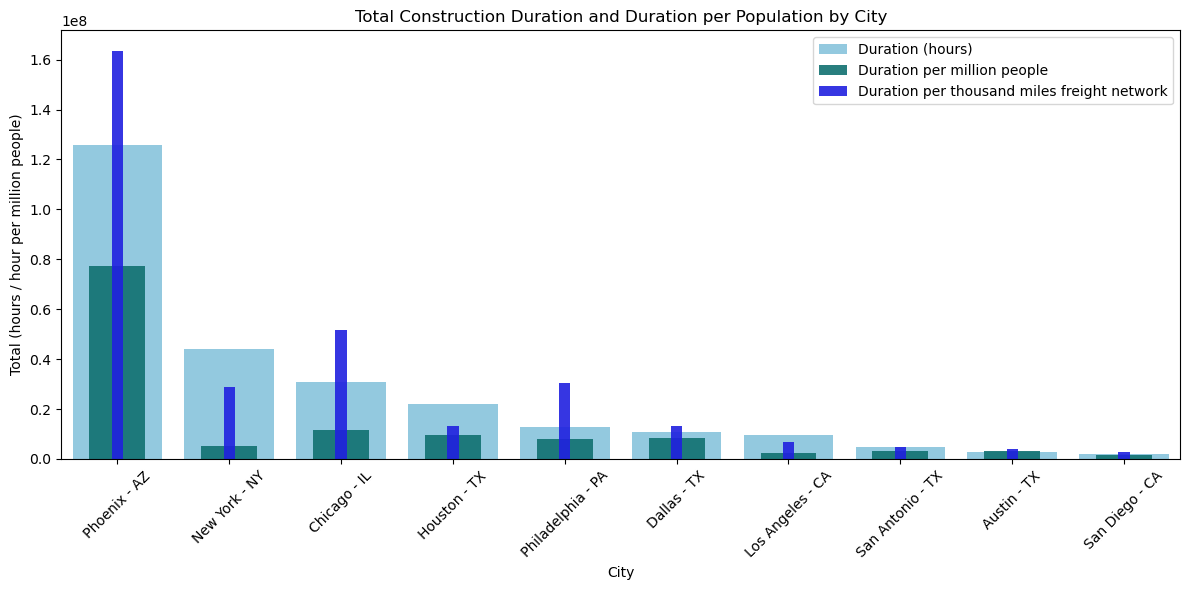 Total Construction Duration and Duration per Population by City
1e8
Duration (hours)
Duration per million people
Duration per thousand miles freight network
Total (hours / hour per million people)
1.6
1.4
1.2
1.0
0.8
0.6
0.4
0.2
0.0
Phoenix - AZ
New York - NY
Chicago - IL
Houston - TX
Philadelphia - PA
Dallas - TX
Los Angeles - CA
San Antonio - TX
Austin - TX
San Diego - CA
City